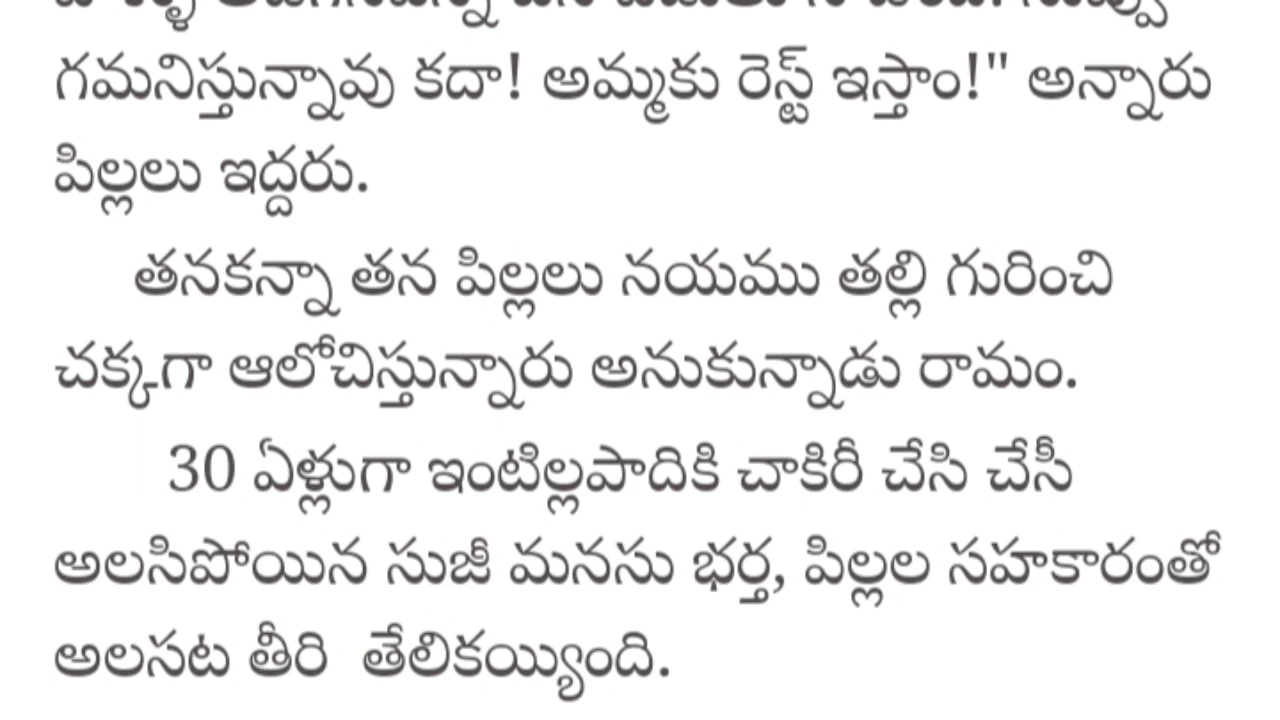 గమనిస్తున్నావు కదా! అమ్మకు రెస్ట్ ఇస్తాం!" అన్నారు
పిల్లలు ఇద్దరు.
తనకన్నా తన పిల్లలు నయము తల్లి గురించి
చక్కగా ఆలోచిస్తున్నారు అనుకున్నాడు రామం.
30 ఏళ్లుగా ఇంటిల్లపాదికి చాకిరీ చేసి చేసీ
అలసిపోయిన సుజీ మనసు భర్త, పిల్లల సహకారంతో
అలసట తీరి  తేలికయ్యింది.